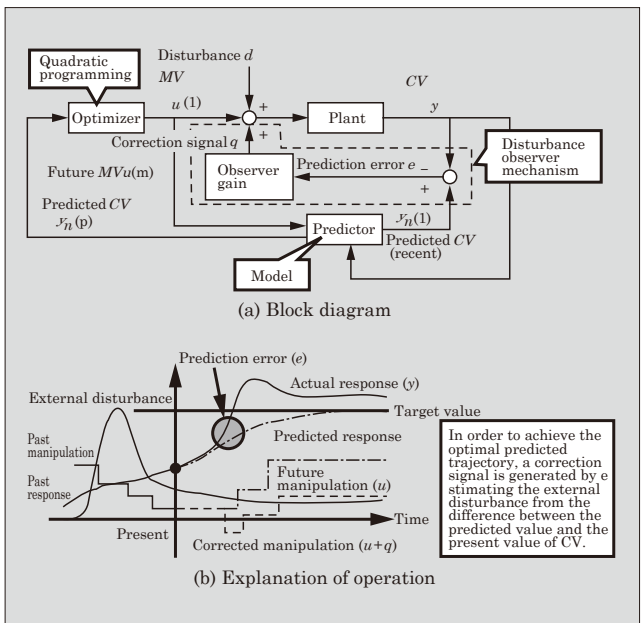 Quadratic
programming
Disturbance d
MV
CV
Optimizer
u (1)
+
Plant
y
Correction signal q
+
Disturbance
observer
mechanism
Observer
gain
Prediction error e
−
+
Future MVu(m)
Predicted CV
yn(p)
Predictor
yn(1)
Predicted CV
(recent)
Model
(a) Block diagram
Prediction error (e)
Actual response (y)
External disturbance
Target value
Past
manipulation
Predicted response
Past
response
Future
manipulation (u)
Present
Time
Corrected manipulation (u+q)
In order to achieve the
optimal predicted
trajectory, a correction
signal is generated by e
stimating the external
disturbance from the
difference between the
predicted value and the
present value of CV.
(b) Explanation of operation